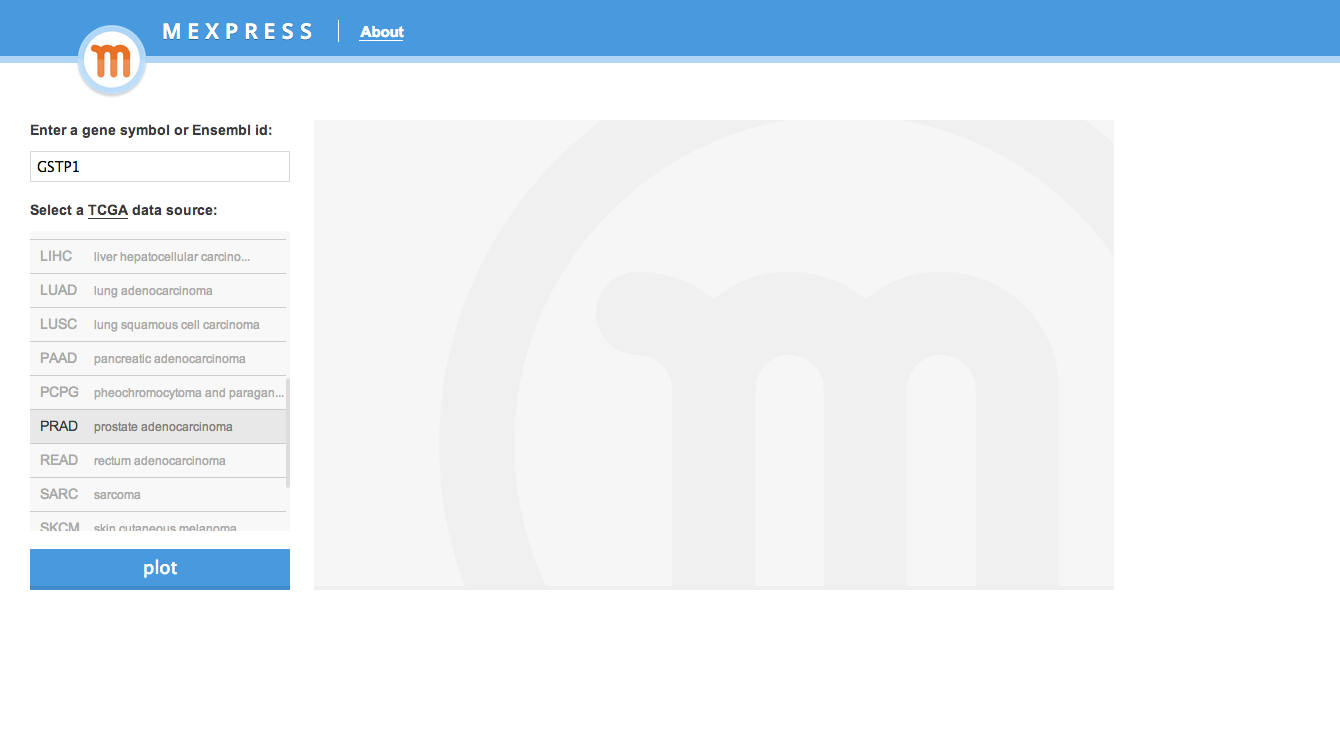 m
MEXPRESS About
Enter a gene symbol or Ensembl id:
GSTP1
Select a TCGA data source:
LIHC liver hepatocellular carcino...
LUAD lung adenocarcinoma
LUSC lung squamous cell carcinoma
PAAD pancreatic adenocarcinoma
PCPG pheochromocytoma and paragan...
PRAD prostate adenocarcinoma
READ rectum adenocarcinoma
SARC sarcoma
SKCM skin cutaneous melanoma
plot
m